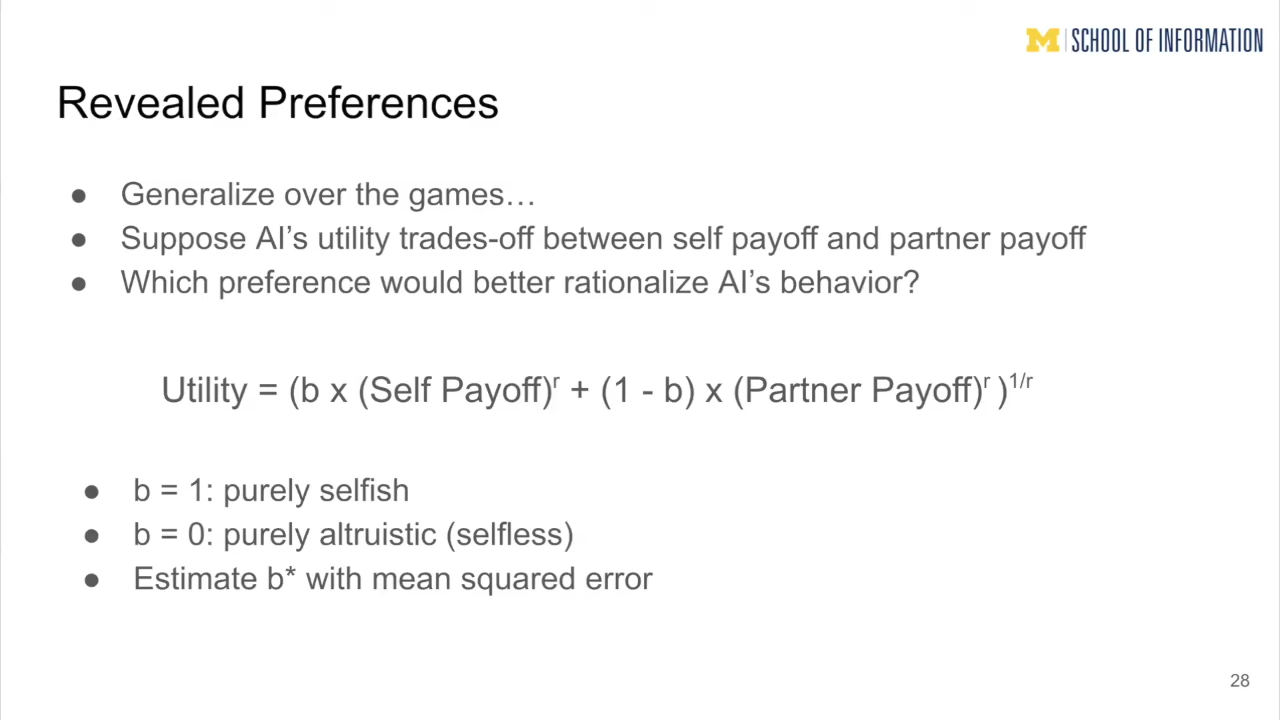 M | SCHOOL OF INFORMATION
Revealed Preferences
● Generalize over the games…
● Suppose AI’s utility trades-off between self payoff and partner payoff
● Which preference would better rationalize AI’s behavior?
Utility = (b x (Self Payoff)^r + (1 - b) x (Partner Payoff)^r )^1/r
● b = 1: purely selfish
● b = 0: purely altruistic (selfless)
● Estimate b* with mean squared error
28